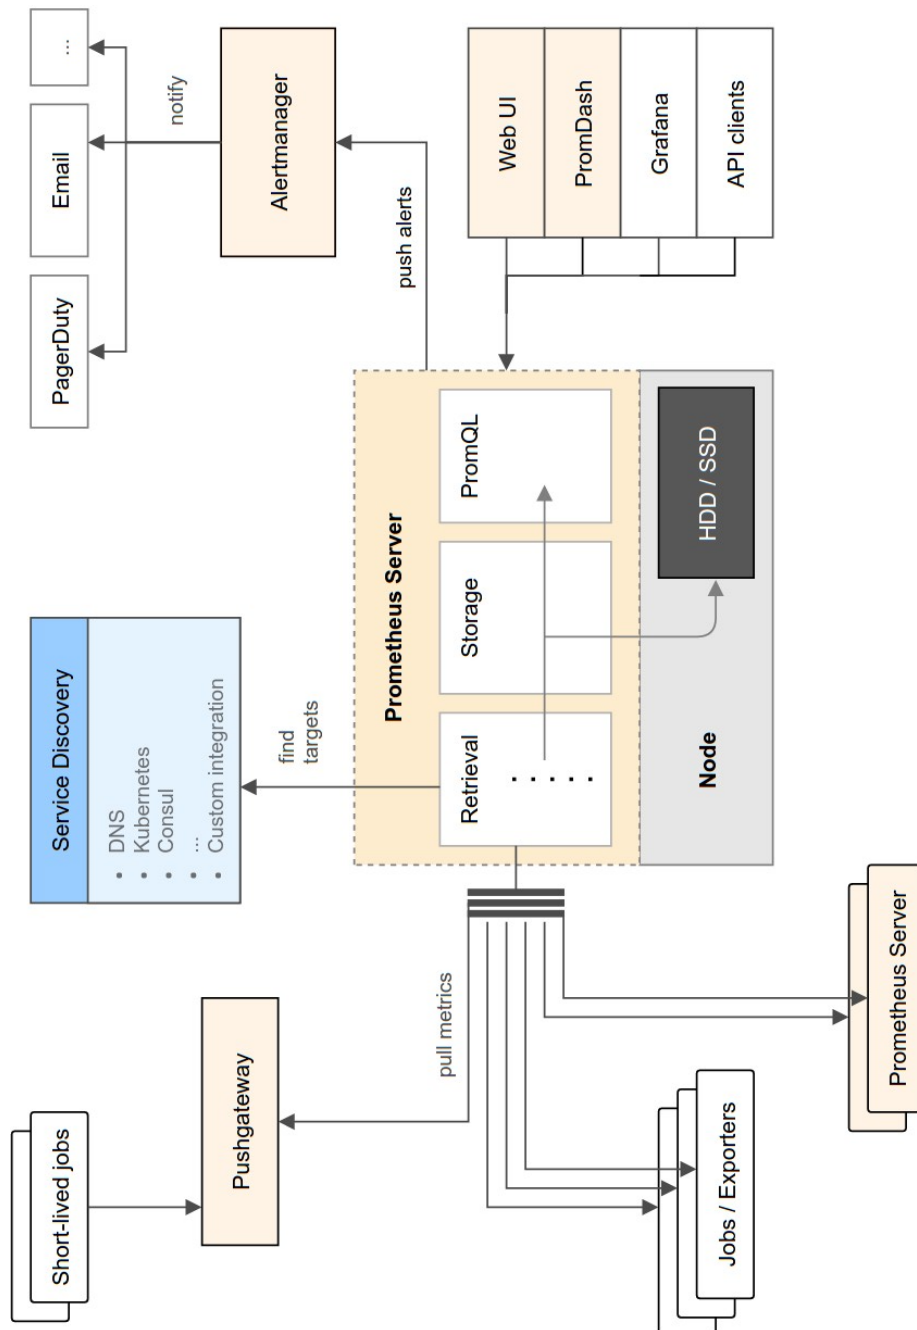 Short-lived jobs
Pushgateway
Service Discovery
• DNS
• Kubernetes
• Consul
• ...
• Custom integration
find
targets
PagerDuty
Email
...
notify
Alertmanager
push alerts
pull metrics
Prometheus Server
Retrieval
Storage
PromQL
Node
HDD / SSD
Jobs / Exporters
Prometheus Server
Web UI
PromDash
Grafana
API clients